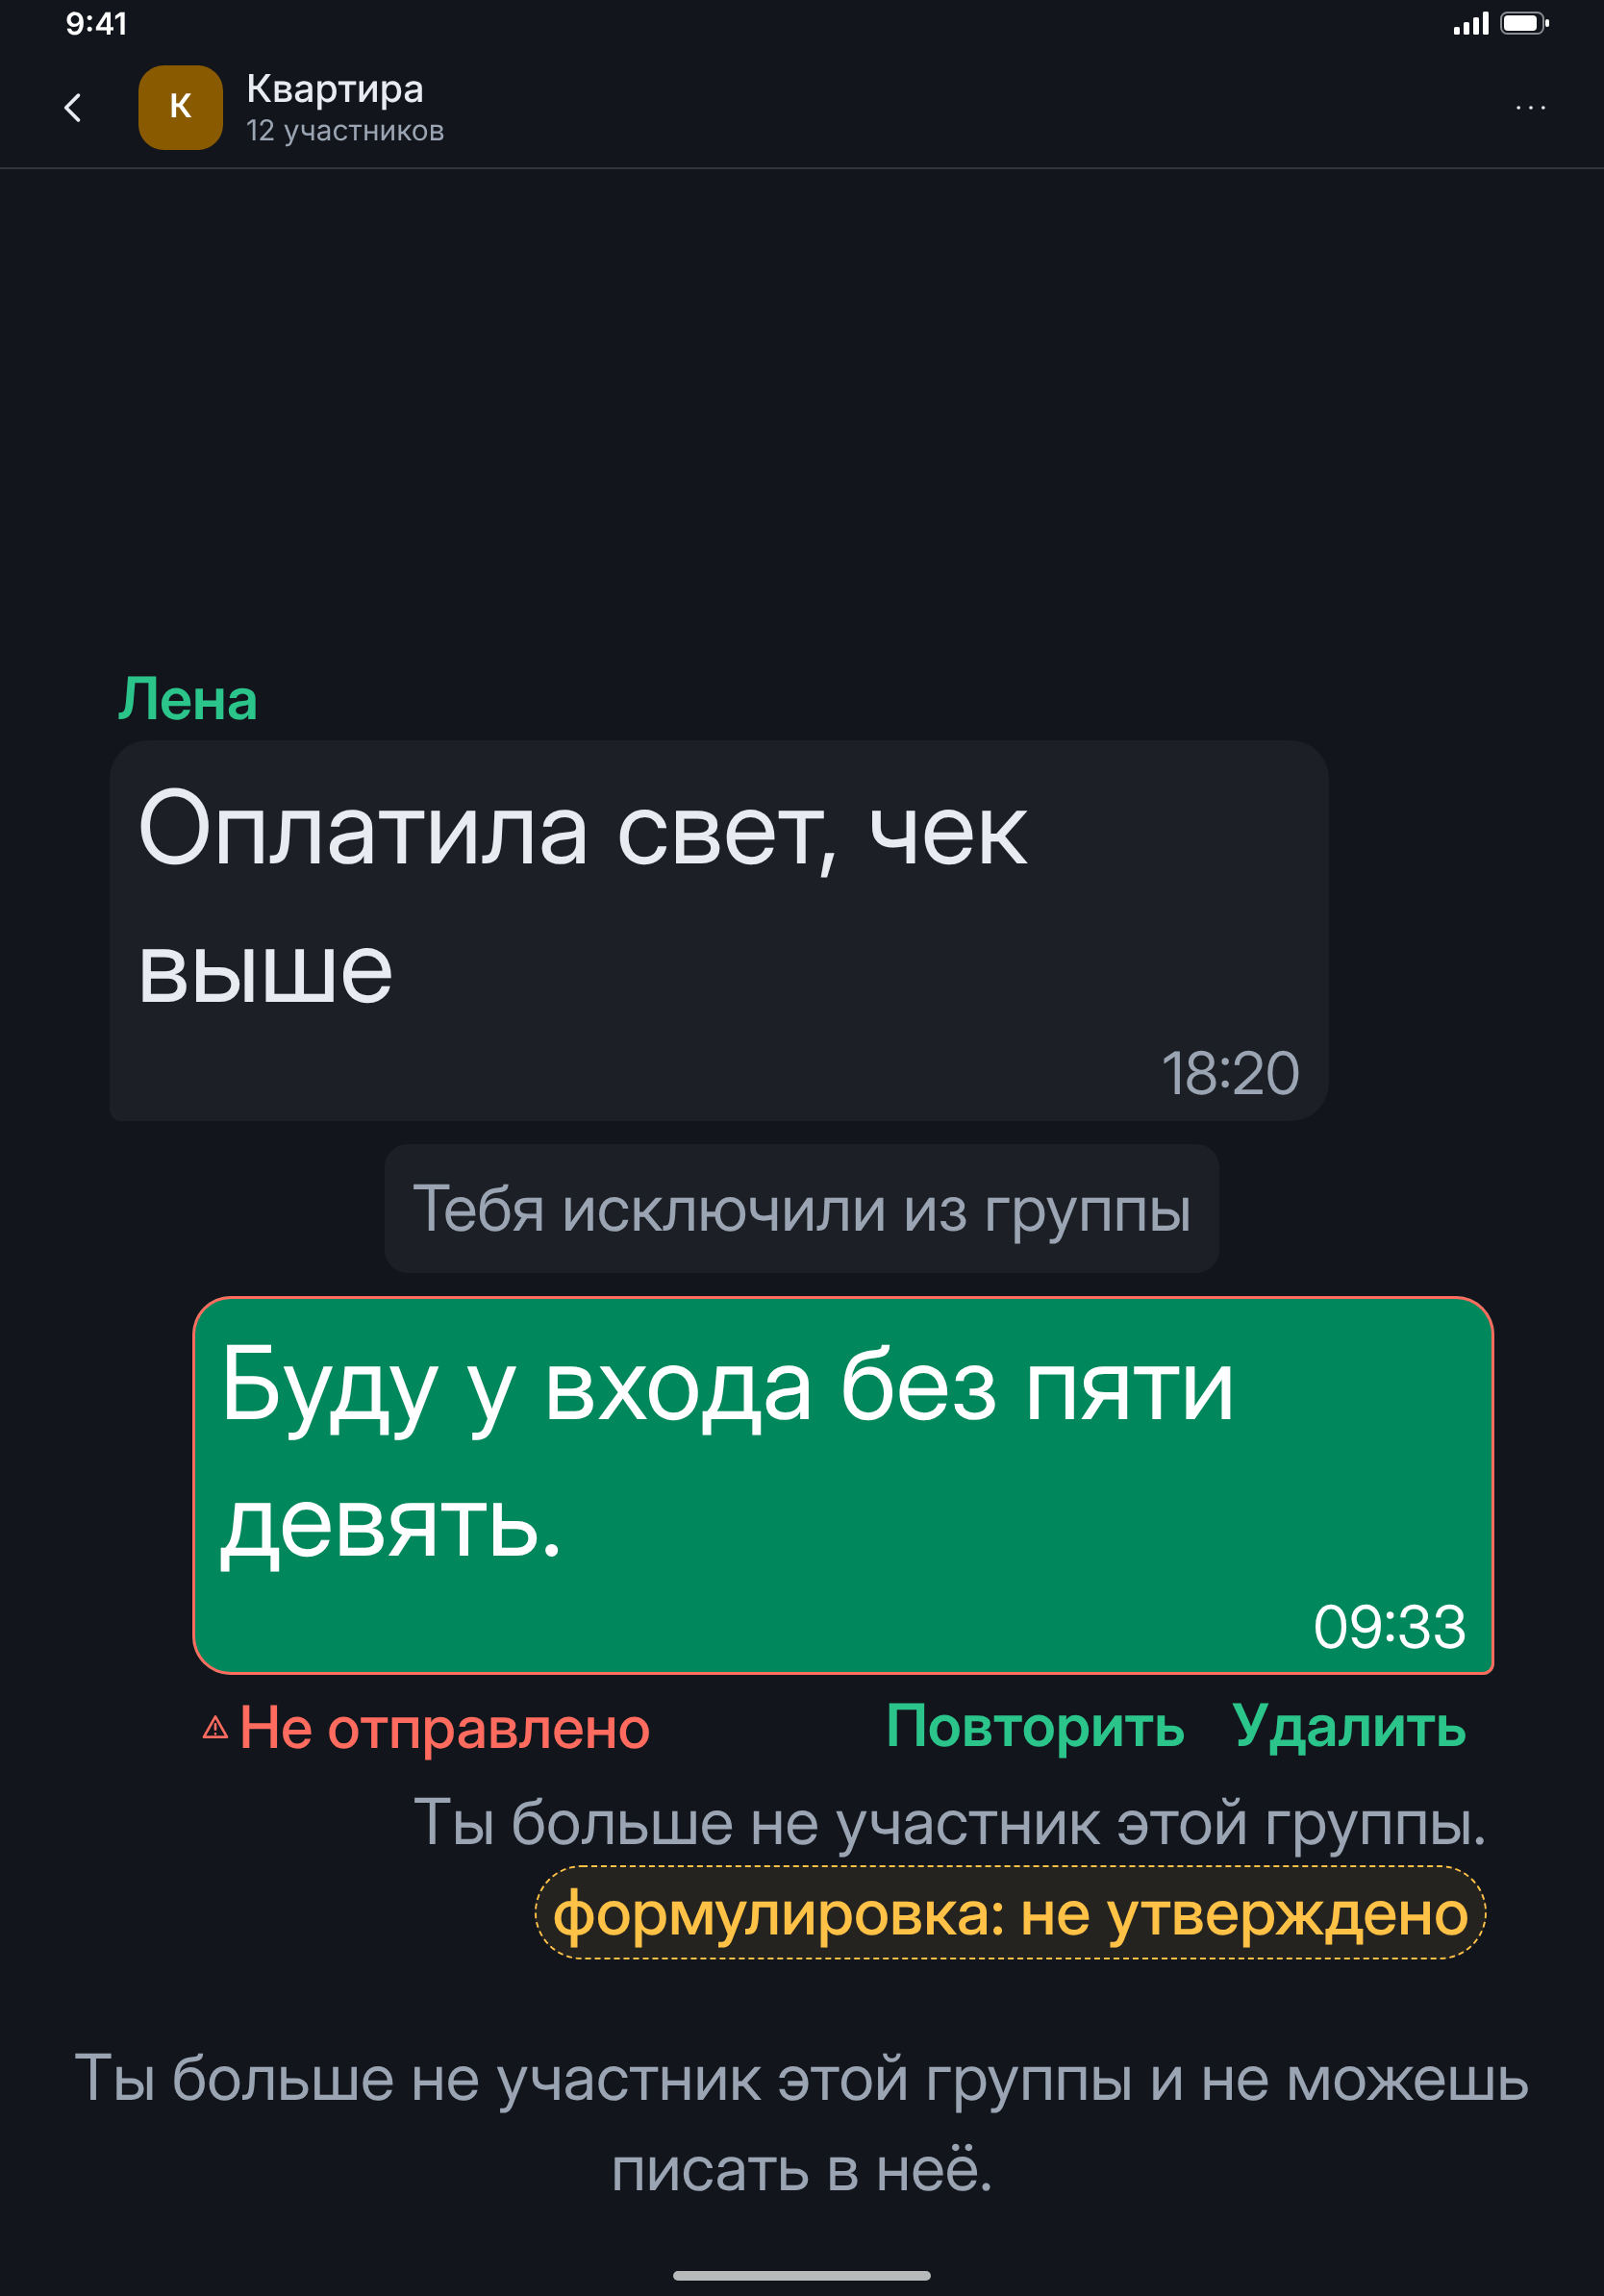 9:41
К
Квартира
12 участников
Лена
Оплатила свет, чек
выше
18:20
Тебя исключили из группы
Буду у входа без пяти
девять.
09:33
Не отправлено Повторить Удалить
Ты больше не участник этой группы.
формулировка: не утверждено
Ты больше не участник этой группы и не можешь
писать в неё.